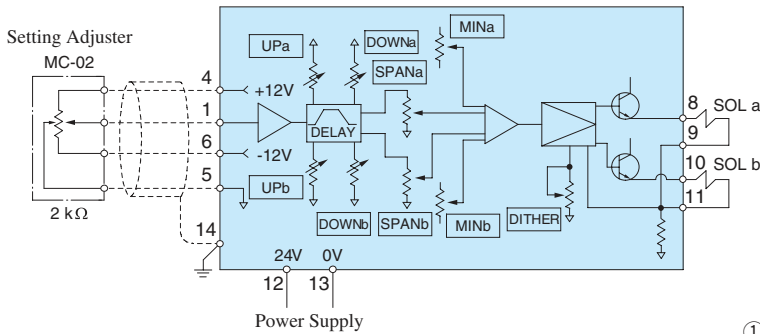 Setting Adjuster
MC-02
2 kΩ
4
1
6
5
14
+12V
-12V
UPa
DOWNa
SPANa
MINa
DELAY
UPb
DOWNb
SPANb
MINb
DITHER
8 SOL a
9
10 SOL b
11
24V 0V
12 13
Power Supply
1